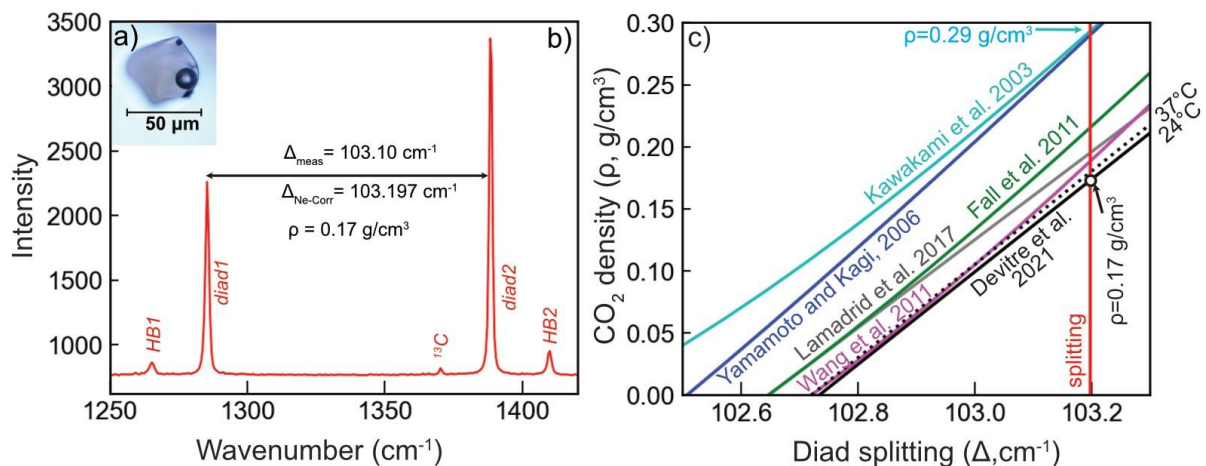 a)
50 µm
b)
3500
3000
2500
2000
1500
1000
Intensity
Δmeas= 103.10 cm⁻¹
ΔNe-Corr= 103.197 cm⁻¹
ρ = 0.17 g/cm³
HB1
diad1
¹³C
diad2
HB2
1250
1300
1350
1400
Wavenumber (cm⁻¹)
c)
0.30
0.25
0.20
0.15
0.10
0.05
0.00
CO₂ density (ρ, g/cm³)
ρ=0.29 g/cm³
Kawakami et al. 2003
Yamamoto and Kagi, 2006
Lamadrid et al. 2017
Fall et al. 2011
Wang et al. 2011
Devitre et al.
2021
37°C
24°C
ρ=0.17 g/cm³
splitting
102.6
102.8
103.0
103.2
Diad splitting (Δ,cm⁻¹)